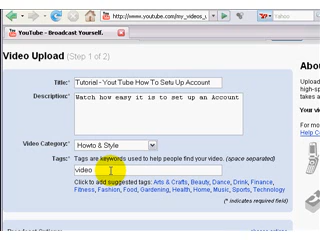 http://www.youtube.com/my_videos_u
Yahoo
YouTube - Broadcast Yourself.
Video Upload (Step 1 of 2)
Abou
Title: Tutorial - Yout Tube How To Setu Up Account
Upload
high-sp
takes a
Description: Watch how easy it is to set up an Account
Your vi
Help C
Video Category: Howto & Style
Tags: Tags are keywords used to help people find your video. (space separated)
video
Click to add suggested tags: Arts & Crafts, Beauty, Dance, Drink, Finance,
Fitness, Fashion, Food, Gardening, Health, Home, Music, Sports, Technology
(* indicates required field)